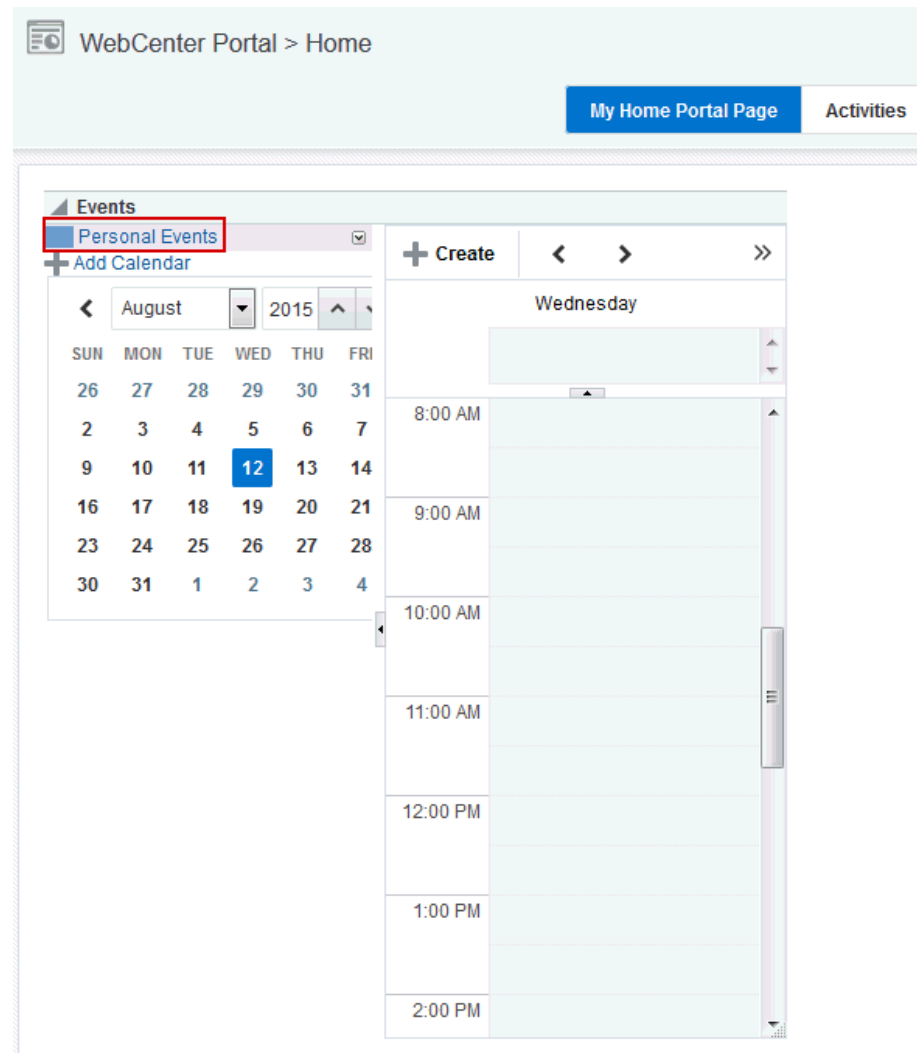 WebCenter Portal > Home
My Home Portal Page Activities
Events
Personal Events
Add Calendar
August 2015
SUN MON TUE WED THU FRI
26 27 28 29 30 31
2 3 4 5 6 7
9 10 11 12 13 14
16 17 18 19 20 21
23 24 25 26 27 28
30 31 1 2 3 4
Create
Wednesday
8:00 AM
9:00 AM
10:00 AM
11:00 AM
12:00 PM
1:00 PM
2:00 PM